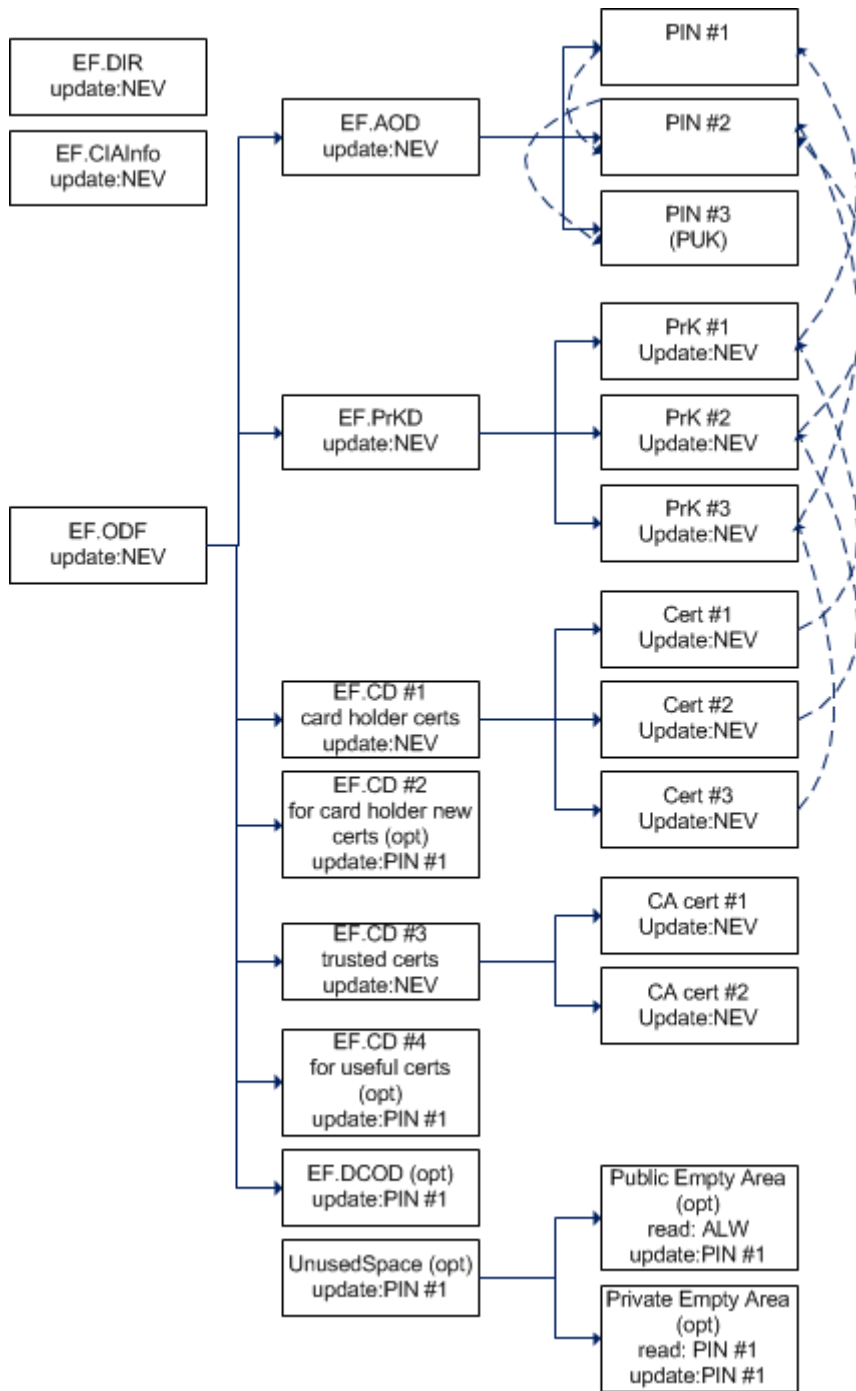 EF.DIR
update:NEV
EF.CIAInfo
update:NEV
EF.ODF
update:NEV
EF.AOD
update:NEV
EF.PrKD
update:NEV
EF.CD #1
card holder certs
update:NEV
EF.CD #2
for card holder new
certs (opt)
update:PIN #1
EF.CD #3
trusted certs
update:NEV
EF.CD #4
for useful certs
(opt)
update:PIN #1
EF.DCOD (opt)
update:PIN #1
UnusedSpace (opt)
update:PIN #1
PIN #1
PIN #2
PIN #3
(PUK)
PrK #1
Update:NEV
PrK #2
Update:NEV
PrK #3
Update:NEV
Cert #1
Update:NEV
Cert #2
Update:NEV
Cert #3
Update:NEV
CA cert #1
Update:NEV
CA cert #2
Update:NEV
Public Empty Area
(opt)
read: ALW
update:PIN #1
Private Empty Area
(opt)
read: PIN #1
update:PIN #1